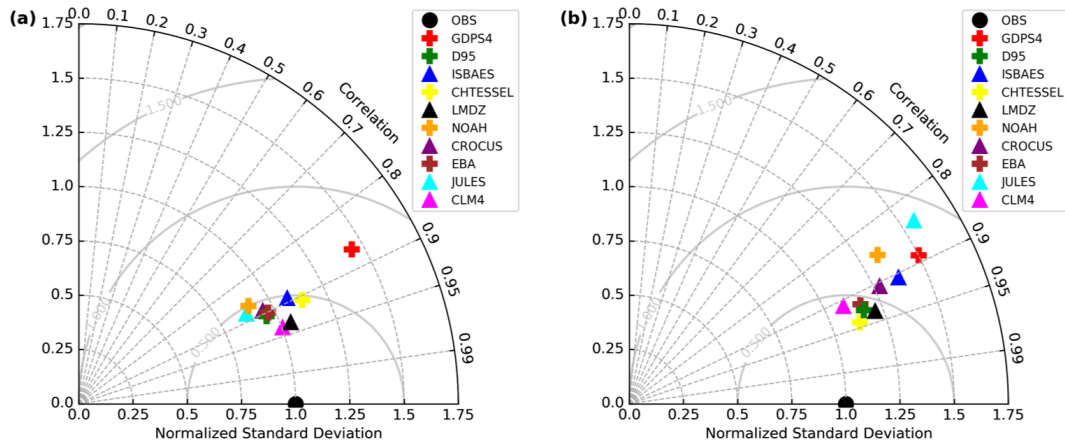 (a)
0.0
0.1
0.2
0.3
0.4
0.5
0.6
0.7
0.8
0.9
0.95
0.99
Correlation
1.75
1.5
1.25
1.0
0.75
0.5
0.25
1.500
1.000
0.500
0.0 0.25 0.5 0.75 1.0 1.25 1.5 1.75
Normalized Standard Deviation
OBS
GDPS4
D95
ISBAES
CHTESSEL
LMDZ
NOAH
CROCUS
EBA
JULES
CLM4
(b)
0.0
0.1
0.2
0.3
0.4
0.5
0.6
0.7
0.8
0.9
0.95
0.99
Correlation
1.75
1.5
1.25
1.0
0.75
0.5
0.25
1.500
1.000
0.500
0.0 0.25 0.5 0.75 1.0 1.25 1.5 1.75
Normalized Standard Deviation
OBS
GDPS4
D95
ISBAES
CHTESSEL
LMDZ
NOAH
CROCUS
EBA
JULES
CLM4